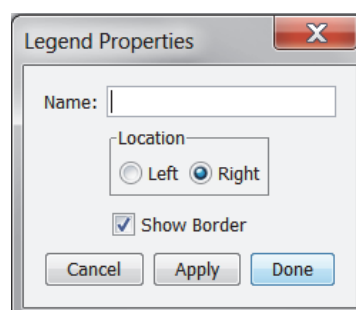 Legend Properties
Name:
Location
Left Right
Show Border
Cancel Apply Done